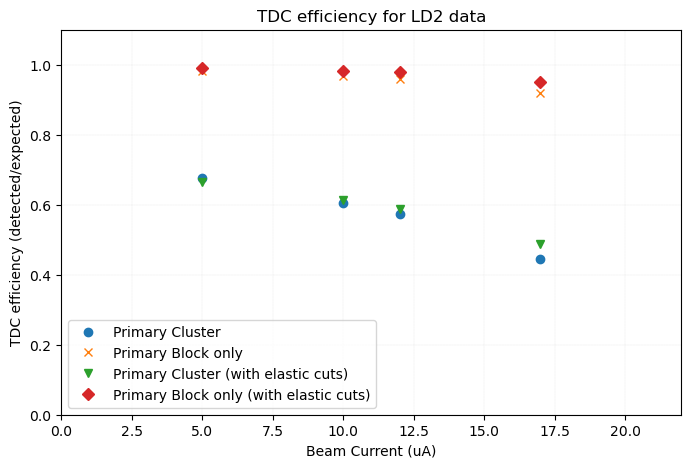 TDC efficiency for LD2 data
TDC efficiency (detected/expected)
1.0
0.8
0.6
0.4
0.2
0.0
Primary Cluster
Primary Block only
Primary Cluster (with elastic cuts)
Primary Block only (with elastic cuts)
0.0 2.5 5.0 7.5 10.0 12.5 15.0 17.5 20.0
Beam Current (uA)